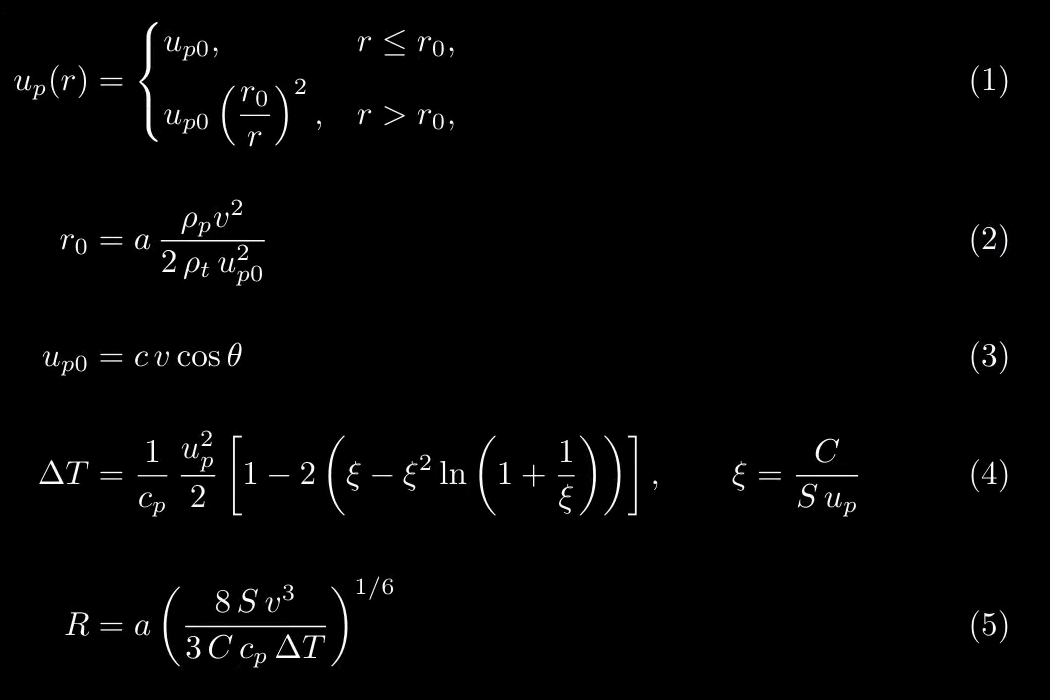 u_p(r) = \begin{cases} u_{p0}, & r \leq r_0, \\ u_{p0} \left( \frac{r_0}{r} \right)^2, & r > r_0, \end{cases} (1)
r_0 = a \, \frac{\rho_p v^2}{2 \, \rho_t \, u_{p0}^2} (2)
u_{p0} = c \, v \cos \theta (3)
\Delta T = \frac{1}{c_p} \, \frac{u_p^2}{2} \left[ 1 - 2 \left( \xi - \xi^2 \ln \left( 1 + \frac{1}{\xi} \right) \right) \right], \qquad \xi = \frac{C}{S \, u_p} (4)
R = a \left( \frac{8 \, S \, v^3}{3 \, C \, c_p \, \Delta T} \right)^{1/6} (5)